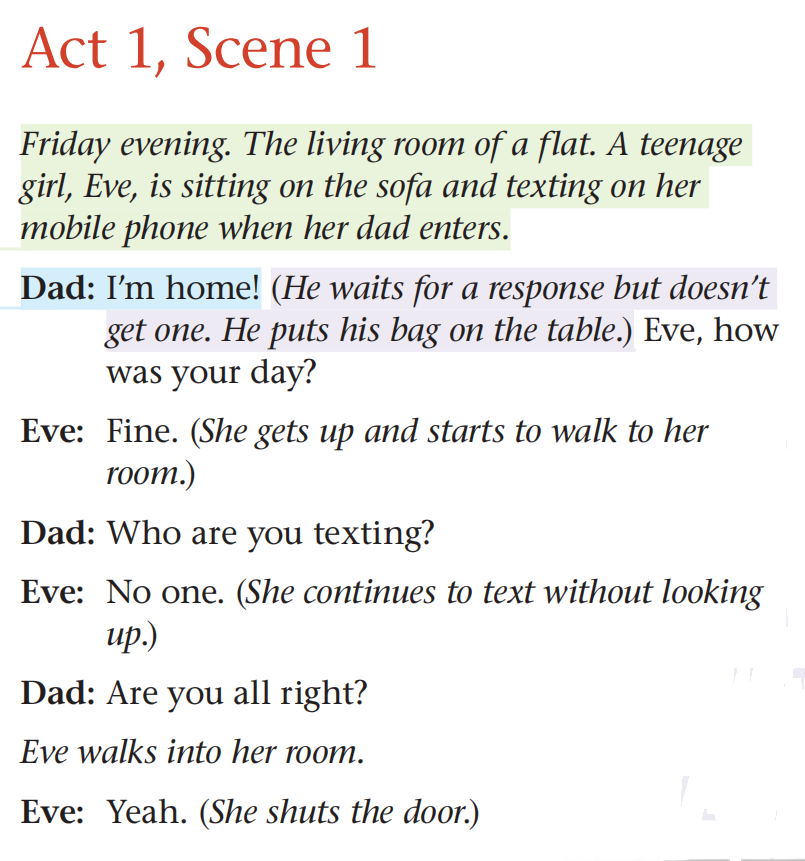 Act 1, Scene 1
Friday evening. The living room of a flat. A teenage
girl, Eve, is sitting on the sofa and texting on her
mobile phone when her dad enters.
Dad: I’m home! (He waits for a response but doesn’t
get one. He puts his bag on the table.) Eve, how
was your day?
Eve: Fine. (She gets up and starts to walk to her
room.)
Dad: Who are you texting?
Eve: No one. (She continues to text without looking
up.)
Dad: Are you all right?
Eve walks into her room.
Eve: Yeah. (She shuts the door.)